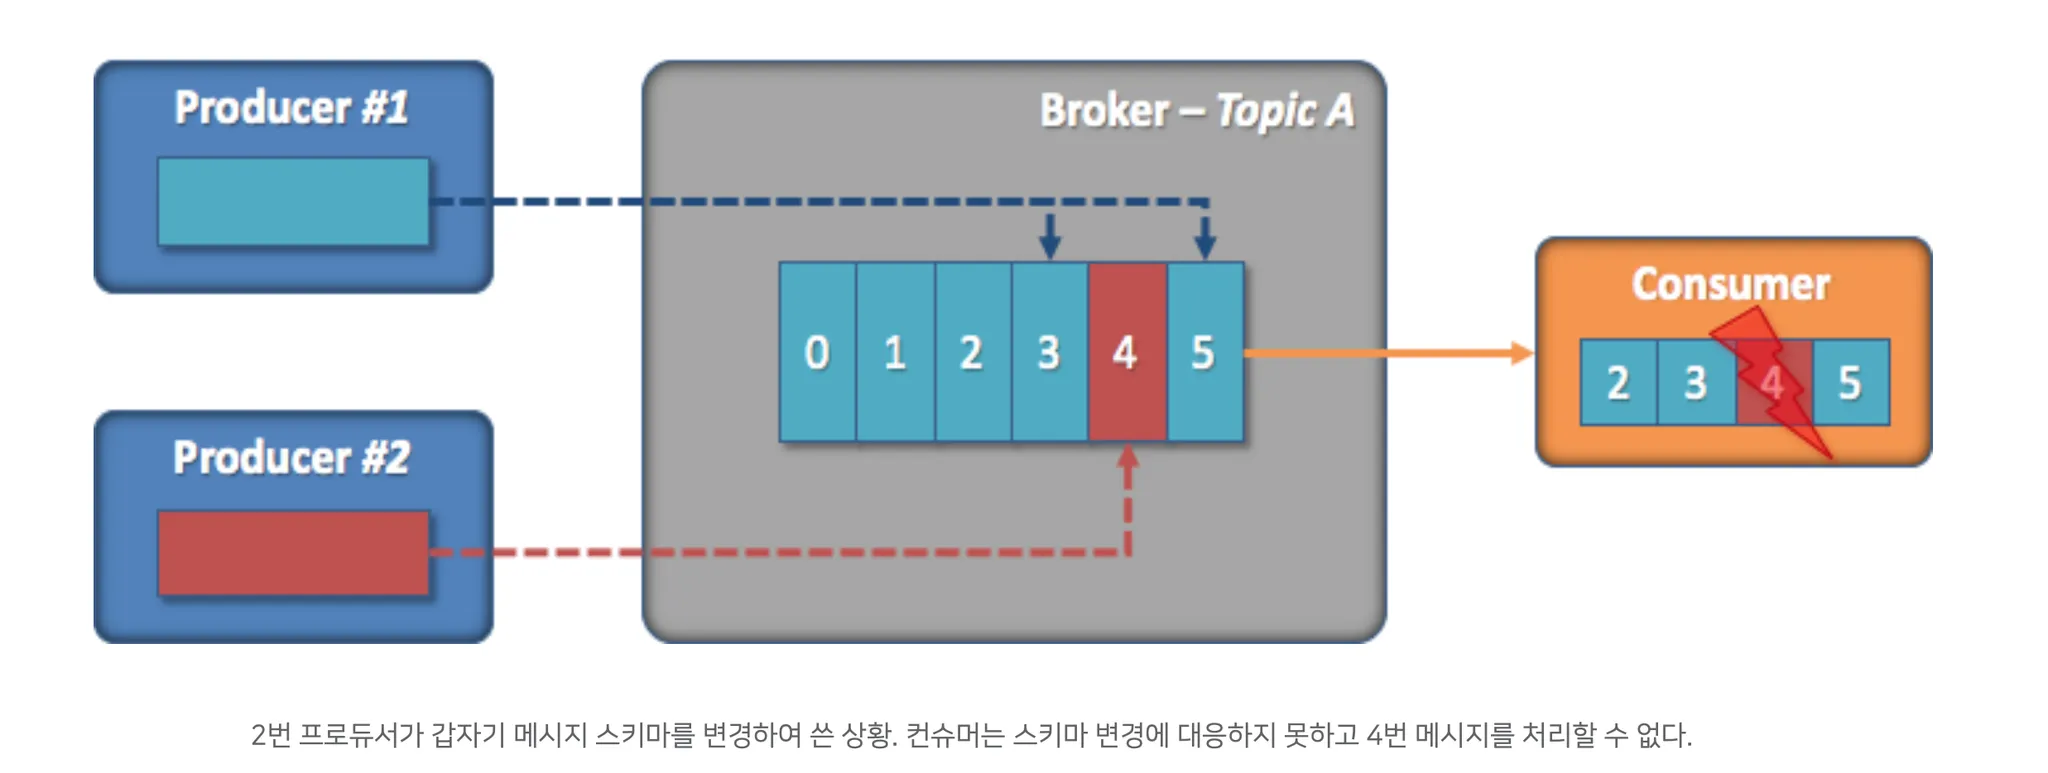 Producer #1
Broker – Topic A
0 1 2 3 4 5
Consumer
2 3 4 5
Producer #2
2번 프로듀서가 갑자기 메시지 스키마를 변경하여 쓴 상황. 컨슈머는 스키마 변경에 대응하지 못하고 4번 메시지를 처리할 수 없다.